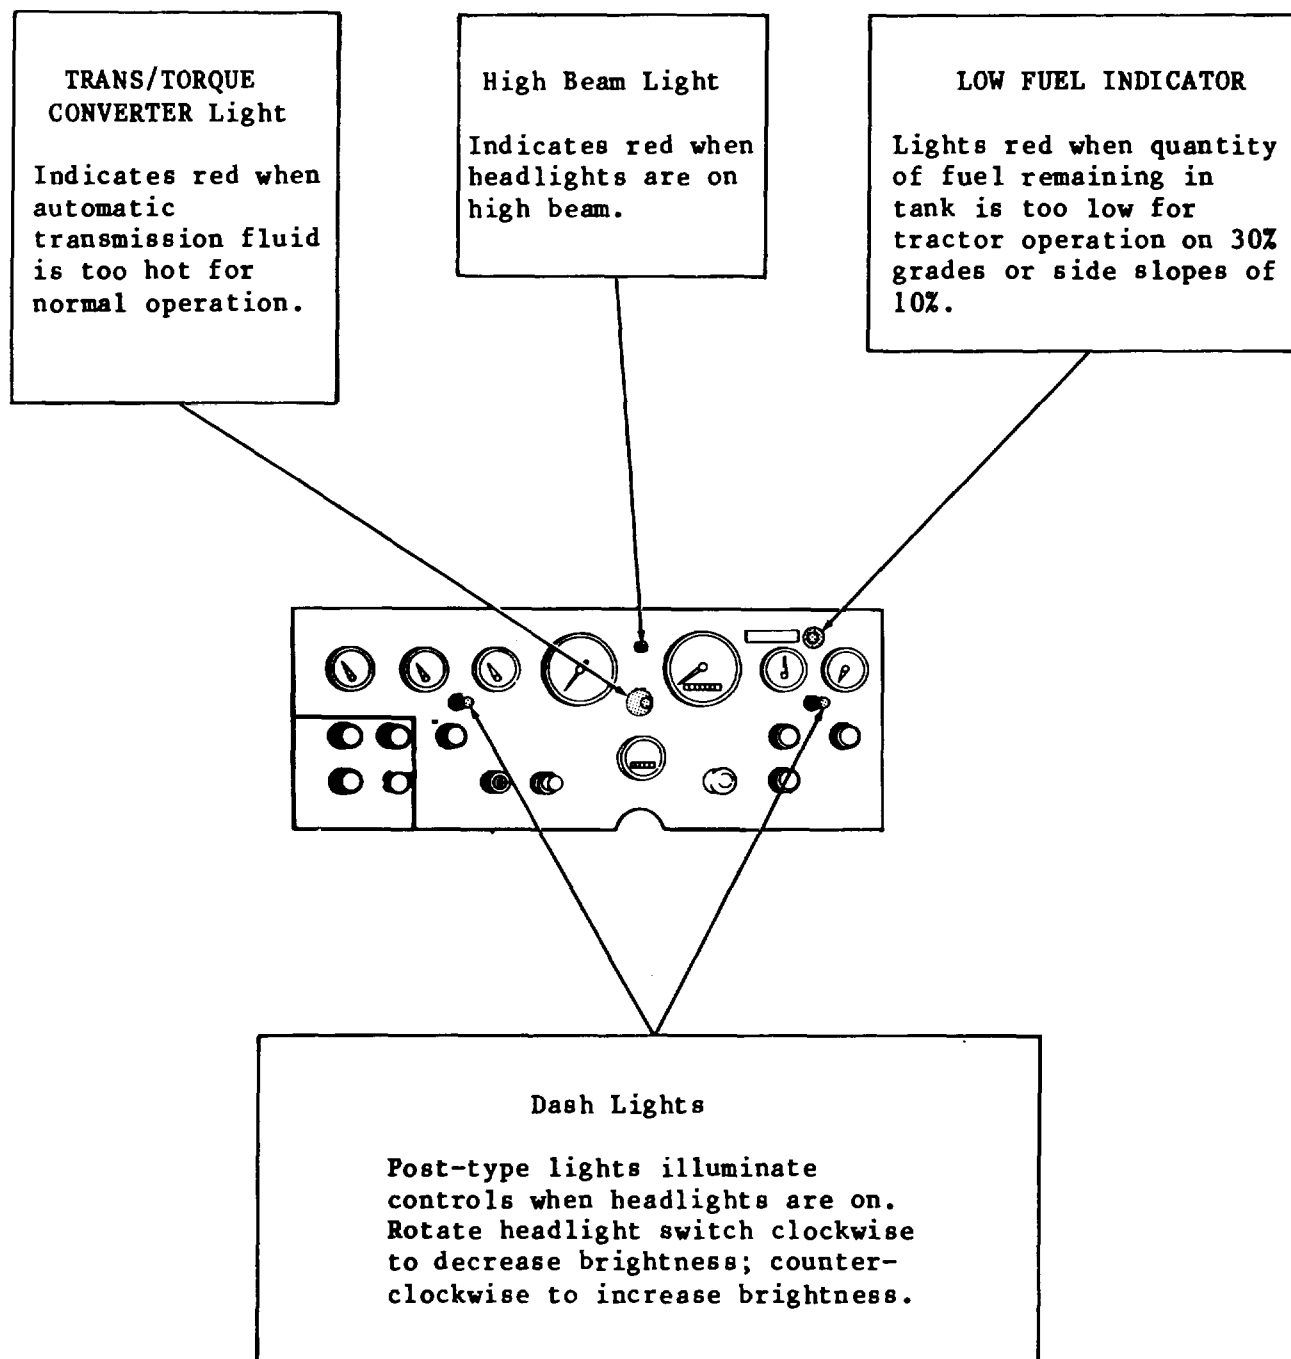 TRANS/TORQUE
CONVERTER Light
Indicates red when
automatic
transmission fluid
is too hot for
normal operation.
High Beam Light
Indicates red when
headlights are on
high beam.
LOW FUEL INDICATOR
Lights red when quantity
of fuel remaining in
tank is too low for
tractor operation on 30%
grades or side slopes of
10%.
Dash Lights
Post-type lights illuminate
controls when headlights are on.
Rotate headlight switch clockwise
to decrease brightness; counter-
clockwise to increase brightness.